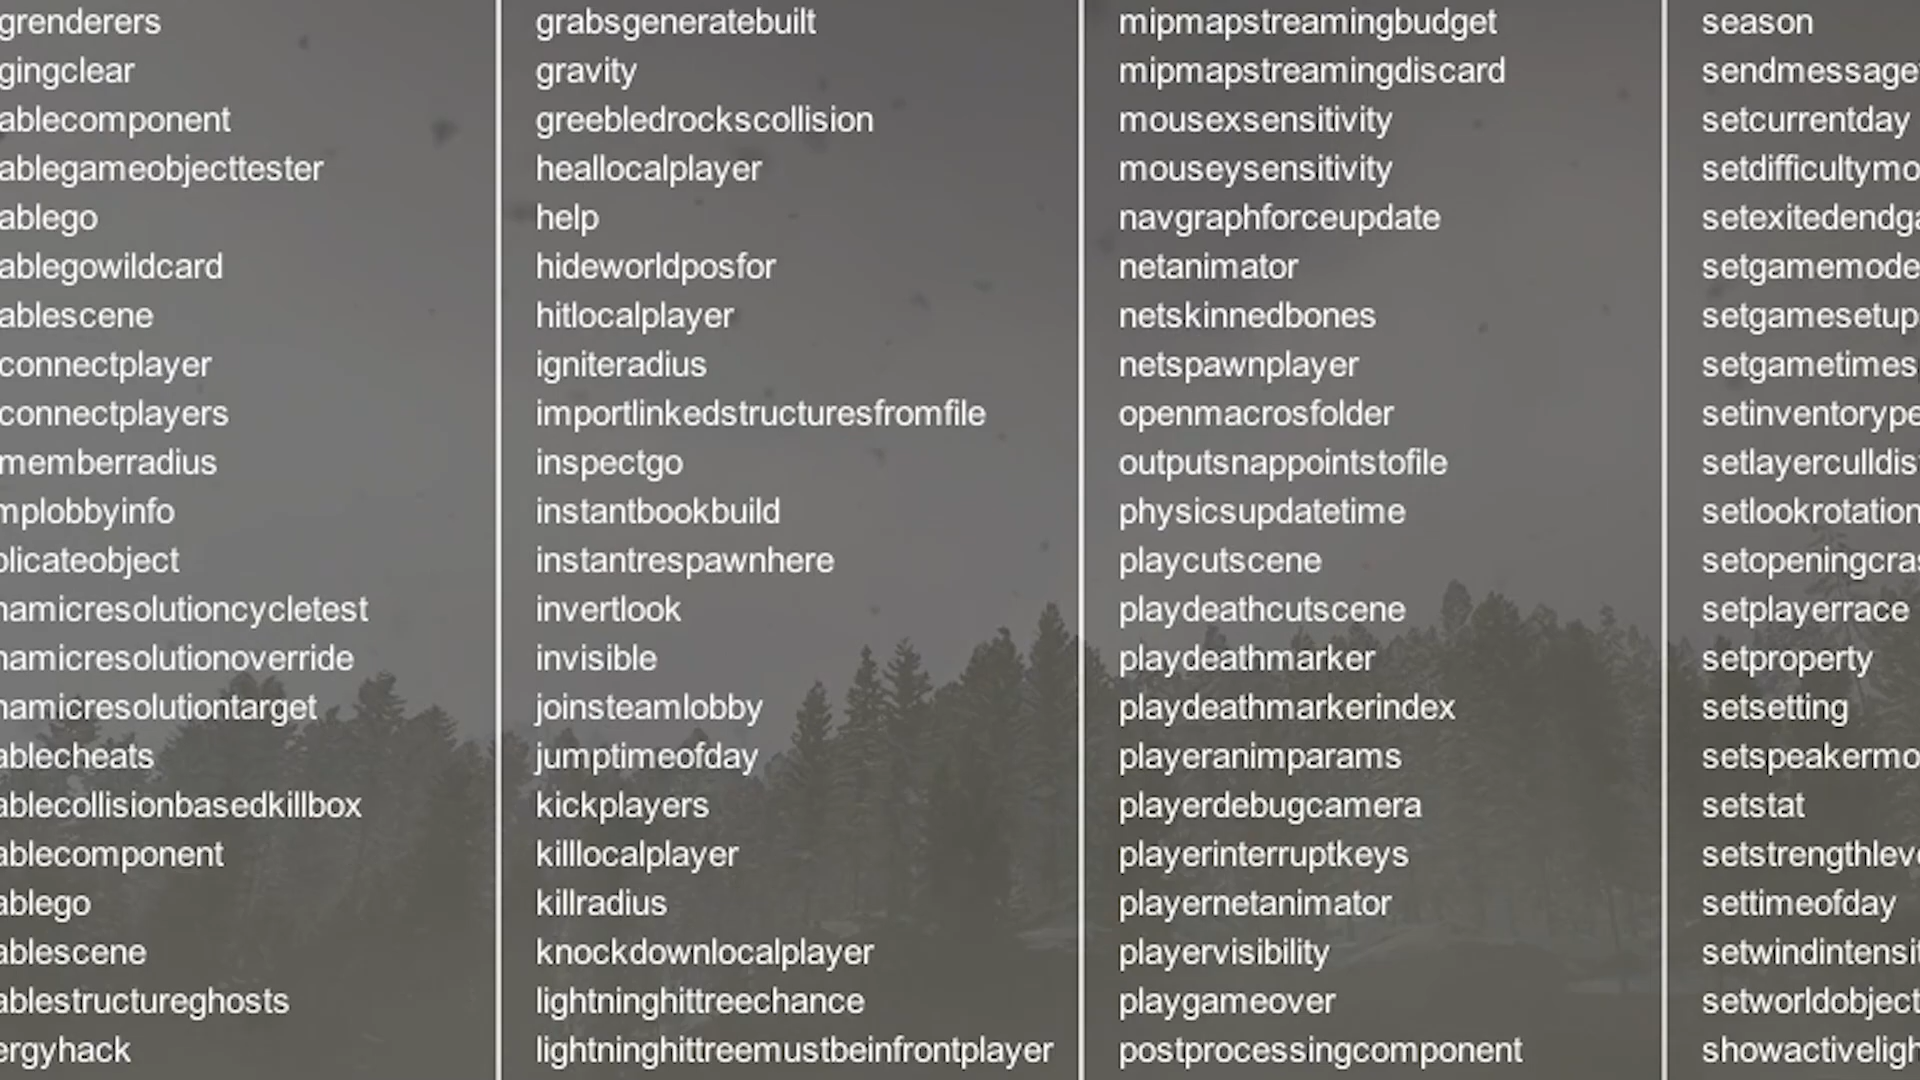 grenderers
gingclear
ablecomponent
ablegameobjecttester
ablego
ablegowildcard
ablescene
connectplayer
connectplayers
memberradius
mplobbyinfo
plicateobject
namicresolutioncycletest
namicresolutionoverride
namicresolutiontarget
ablecheats
ablecollisionbasedkillbox
ablecomponent
ablego
ablescene
ablestructureghosts
ergyhack
grabsgeneratebuilt
gravity
greebledrockscollision
heallocalplayer
help
hideworldposfor
hitlocalplayer
igniteradius
importlinkedstructuresfromfile
inspectgo
instantbookbuild
instantrespawnhere
invertlook
invisible
joinsteamlobby
jumptimeofday
kickplayers
killlocalplayer
killradius
knockdownlocalplayer
lightninghittreechance
lightninghittreemustbeinfrontplayer
mipmapstreamingbudget
mipmapstreamingdiscard
mousexsensitivity
mouseysensitivity
navgraphforceupdate
netanimator
netskinnedbones
netspawnplayer
openmacrosfolder
outputsnappointstofile
physicsupdatetime
playcutscene
playdeathcutscene
playdeathmarker
playdeathmarkerindex
playeranimparams
playerdebugcamera
playerinterruptkeys
playernetanimator
playervisibility
playgameover
postprocessingcomponent
season
sendmessage
setcurrentday
setdifficultymo
setexitedendga
setgamemode
setgamesetup
setgametimes
setinventorype
setlayerculldis
setlookrotation
setopeningcras
setplayerrace
setproperty
setsetting
setspeakermo
setstat
setstrengthleve
settimeofday
setwindintensit
setworldobject
showactiveligh